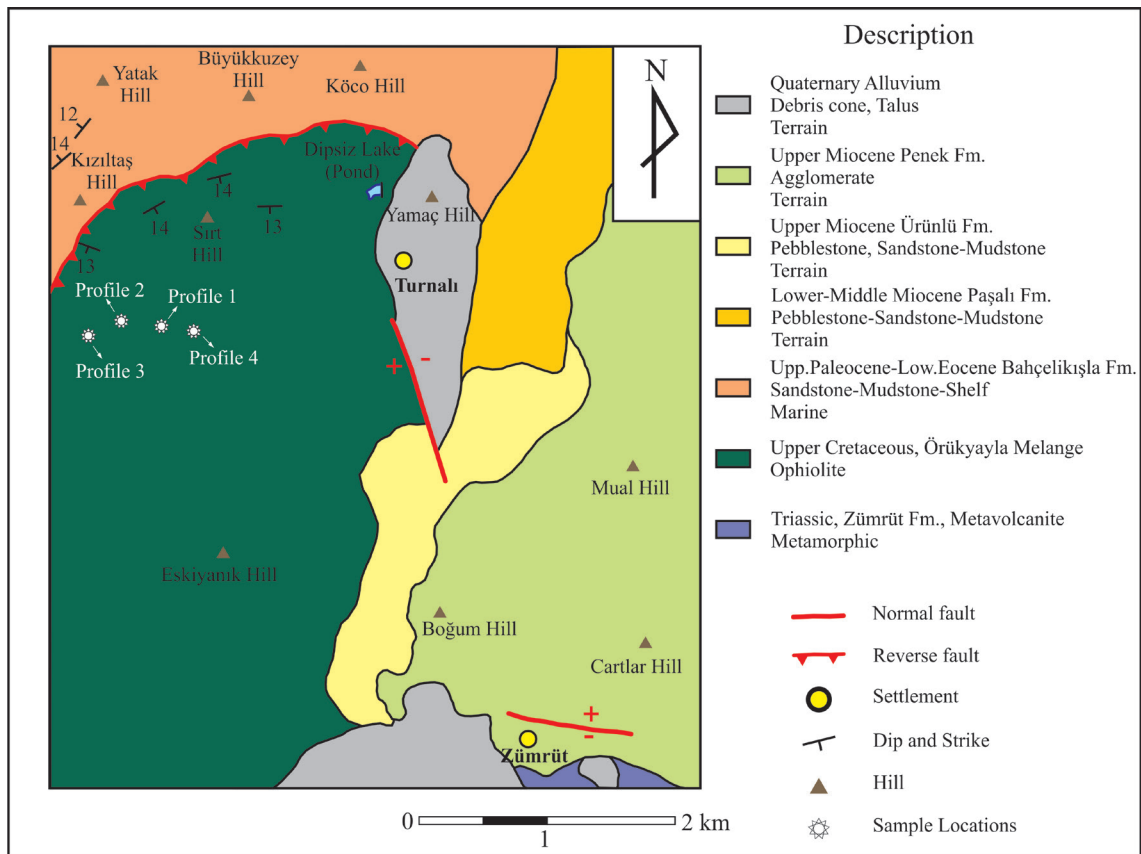 Description
N
Yatak
Hill
Büyükkuzey
Hill
Köco Hill
12
14
Kızıltaş
Hill
Dipsiz Lake
(Pond)
14
14
13
Sırt
Hill
13
Yamaç Hill
Turnalı
Profile 2
Profile 1
Profile 3
Profile 4
+
-
Mual Hill
Eskiyanık Hill
Boğum Hill
Cartlar Hill
+
-
Zümrüt
0
1
2 km
Quaternary Alluvium
Debris cone, Talus
Terrain
Upper Miocene Penek Fm.
Agglomerate
Terrain
Upper Miocene Ürünlü Fm.
Pebblestone, Sandstone-Mudstone
Terrain
Lower-Middle Miocene Paşalı Fm.
Pebblestone-Sandstone-Mudstone
Terrain
Upp.Paleocene-Low.Eocene Bahçelikışla Fm.
Sandstone-Mudstone-Shelf
Marine
Upper Cretaceous, Örükyayla Melange
Ophiolite
Triassic, Zümrüt Fm., Metavolcanite
Metamorphic
Normal fault
Reverse fault
Settlement
Dip and Strike
Hill
Sample Locations